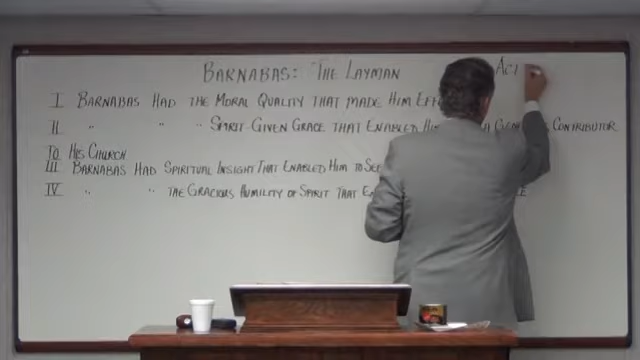 BARNABAS: THE LAYMAN
I BARNABAS HAD THE MORAL QUALITY THAT MADE HIM EFF
II " " " SPIRIT-GIVEN GRACE THAT ENABLED HIM A CONTRIBUTOR
TO HIS CHURCH
III BARNABAS HAD SPIRITUAL INSIGHT THAT ENABLED HIM TO SEE
IV " " THE GRACIOUS HUMILITY OF SPIRIT THAT